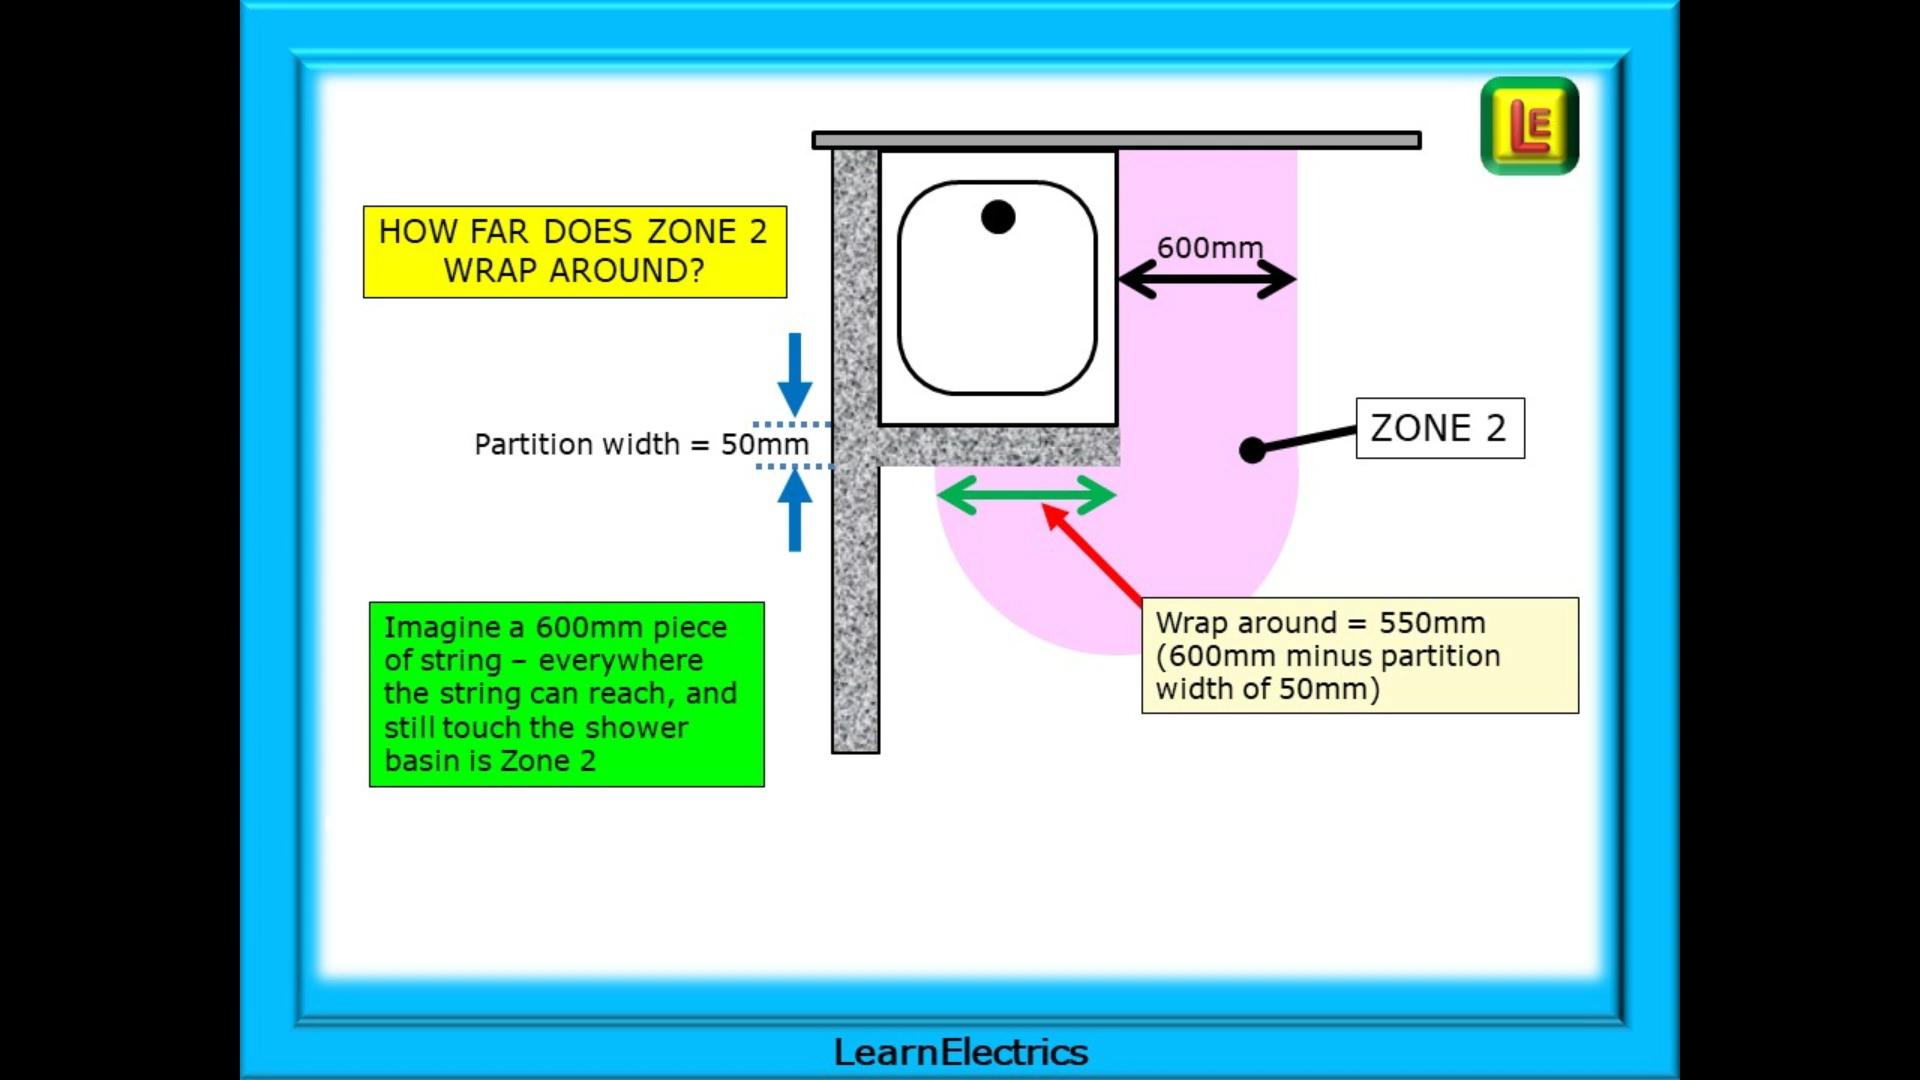 LE
HOW FAR DOES ZONE 2
WRAP AROUND?
600mm
ZONE 2
Partition width = 50mm
Imagine a 600mm piece
of string – everywhere
the string can reach, and
still touch the shower
basin is Zone 2
Wrap around = 550mm
(600mm minus partition
width of 50mm)
LearnElectrics